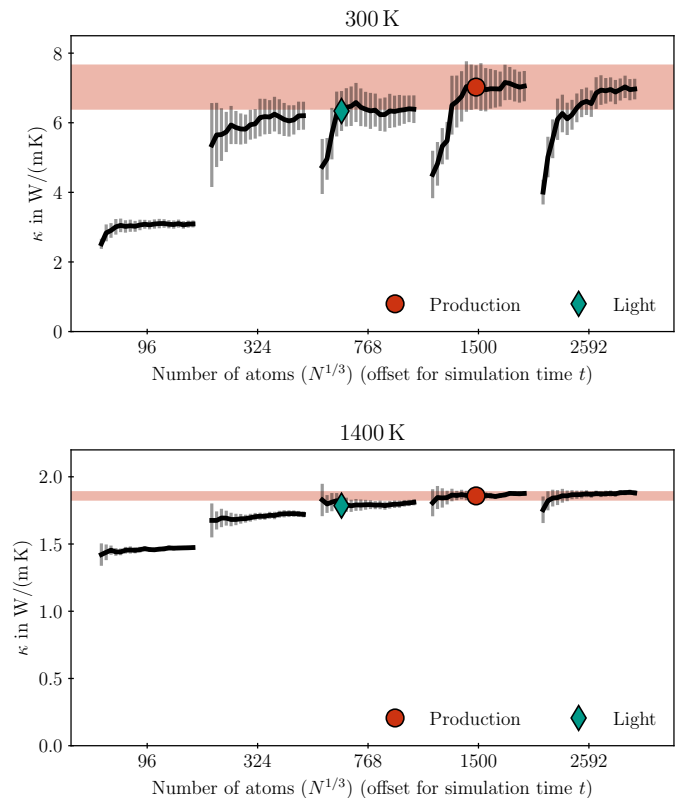 300 K
8
6
4
2
0
κ in W/(m K)
Production
Light
96 324 768 1500 2592
Number of atoms (N^{1/3}) (offset for simulation time t)
1400 K
2.0
1.5
1.0
0.5
0.0
κ in W/(m K)
Production
Light
96 324 768 1500 2592
Number of atoms (N^{1/3}) (offset for simulation time t)